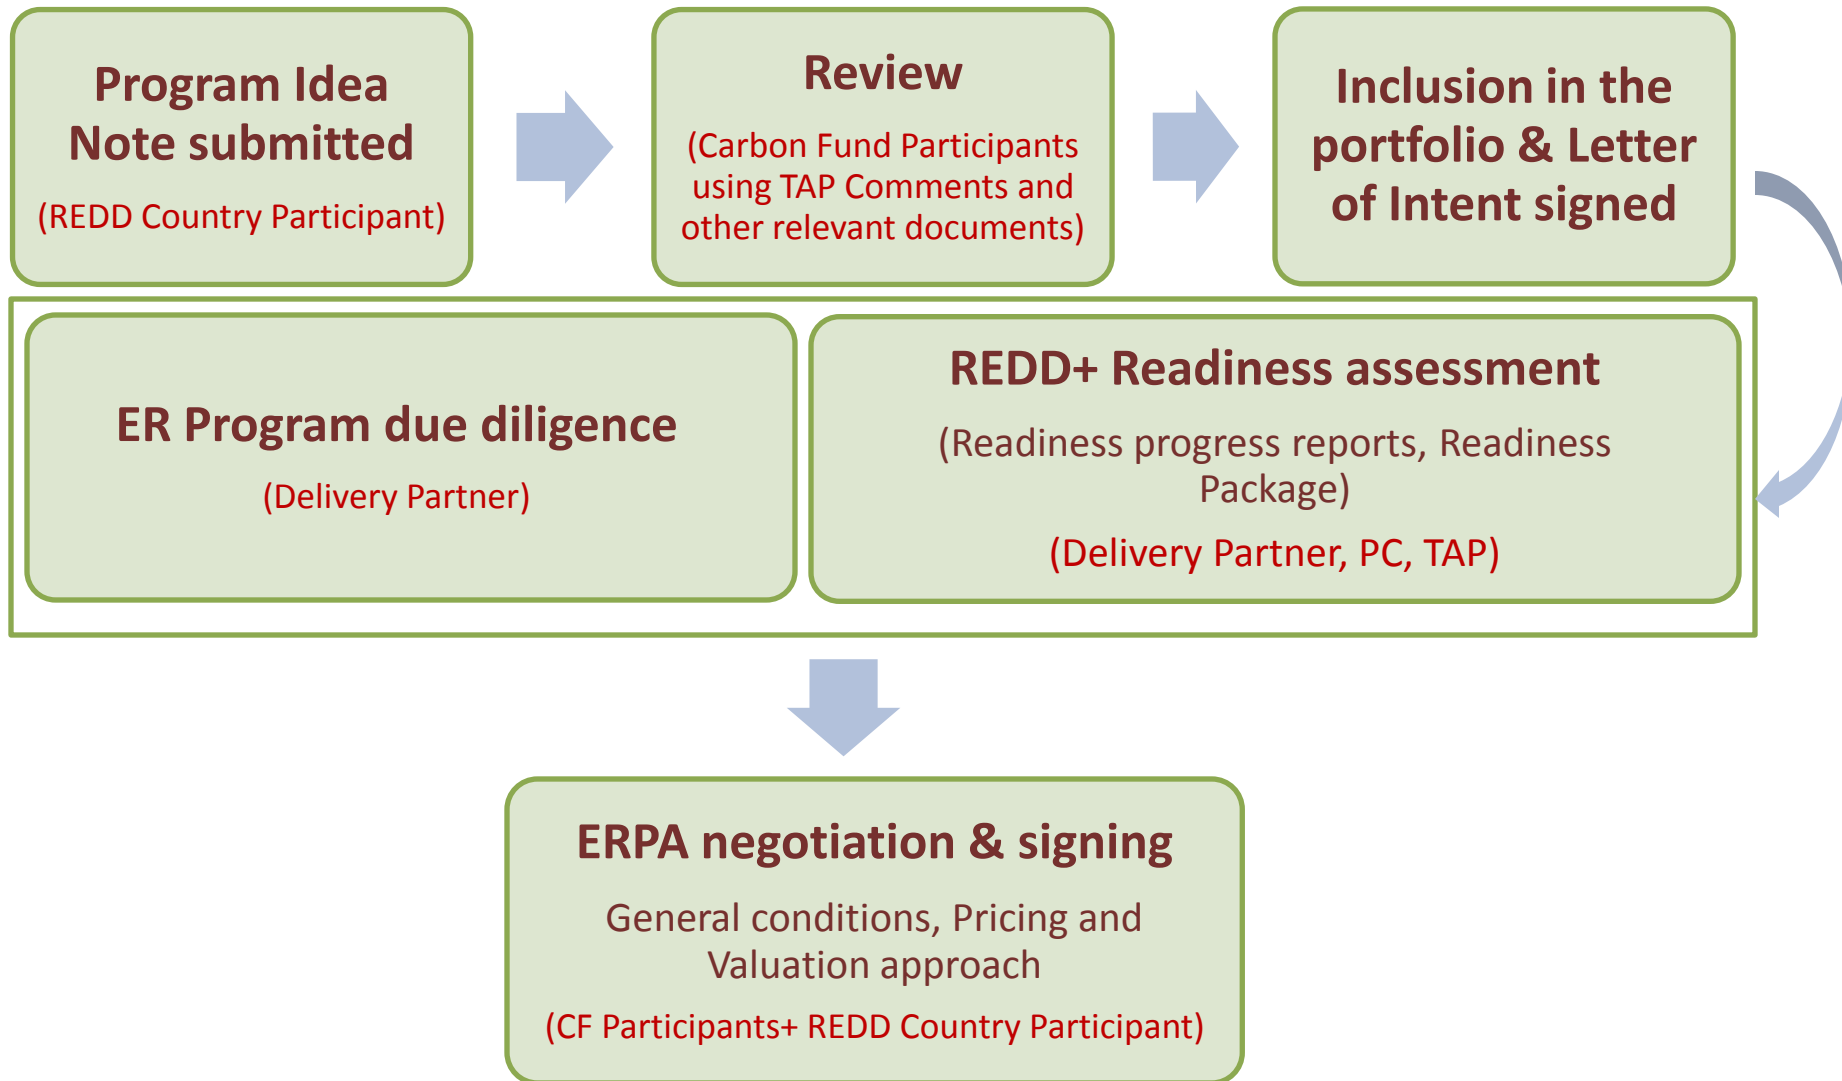 Program Idea
Note submitted
(REDD Country Participant)
Review
(Carbon Fund Participants
using TAP Comments and
other relevant documents)
Inclusion in the
portfolio & Letter
of Intent signed
ER Program due diligence
(Delivery Partner)
REDD+ Readiness assessment
(Readiness progress reports, Readiness
Package)
(Delivery Partner, PC, TAP)
ERPA negotiation & signing
General conditions, Pricing and
Valuation approach
(CF Participants+ REDD Country Participant)